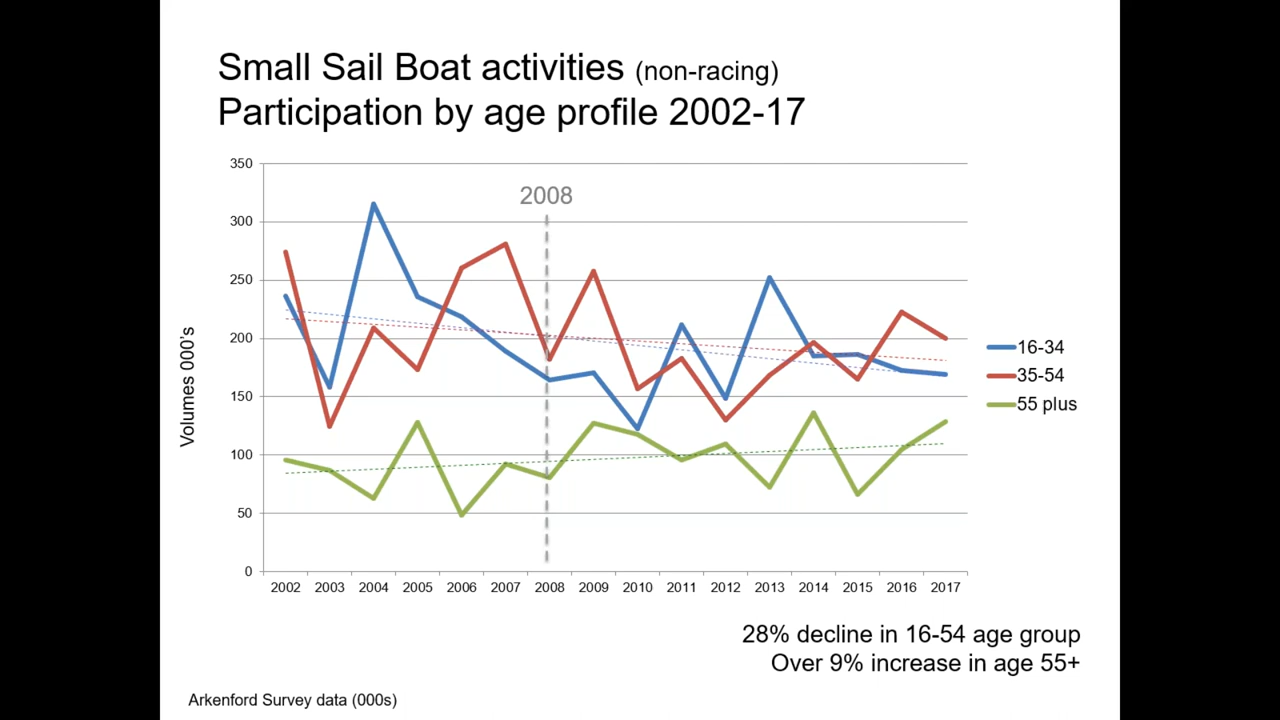 Small Sail Boat activities (non-racing)
Participation by age profile 2002-17
350
300
250
200
150
100
50
0
Volumes 000's
2008
2002 2003 2004 2005 2006 2007 2008 2009 2010 2011 2012 2013 2014 2015 2016 2017
16-34
35-54
55 plus
28% decline in 16-54 age group
Over 9% increase in age 55+
Arkenford Survey data (000s)